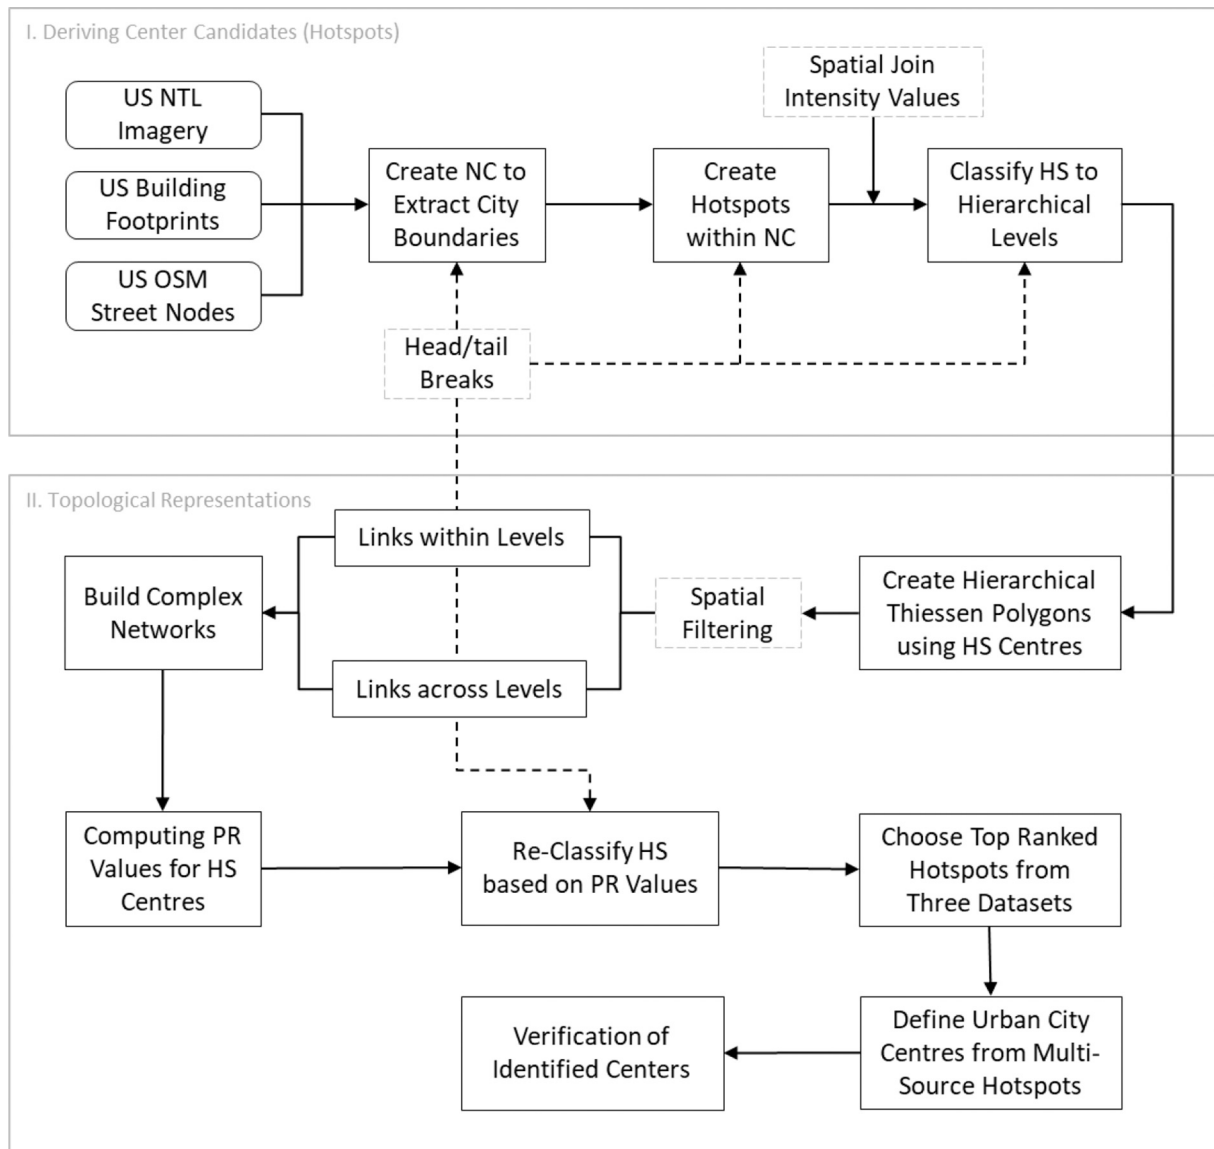 I. Deriving Center Candidates (Hotspots)
US NTL
Imagery
US Building
Footprints
US OSM
Street Nodes
Create NC to
Extract City
Boundaries
Create
Hotspots
within NC
Spatial Join
Intensity Values
Classify HS to
Hierarchical
Levels
Head/tail
Breaks
II. Topological Representations
Links within Levels
Build Complex
Networks
Spatial
Filtering
Create Hierarchical
Thiessen Polygons
using HS Centres
Links across Levels
Computing PR
Values for HS
Centres
Re-Classify HS
based on PR Values
Choose Top Ranked
Hotspots from
Three Datasets
Verification of
Identified Centers
Define Urban City
Centres from Multi-
Source Hotspots